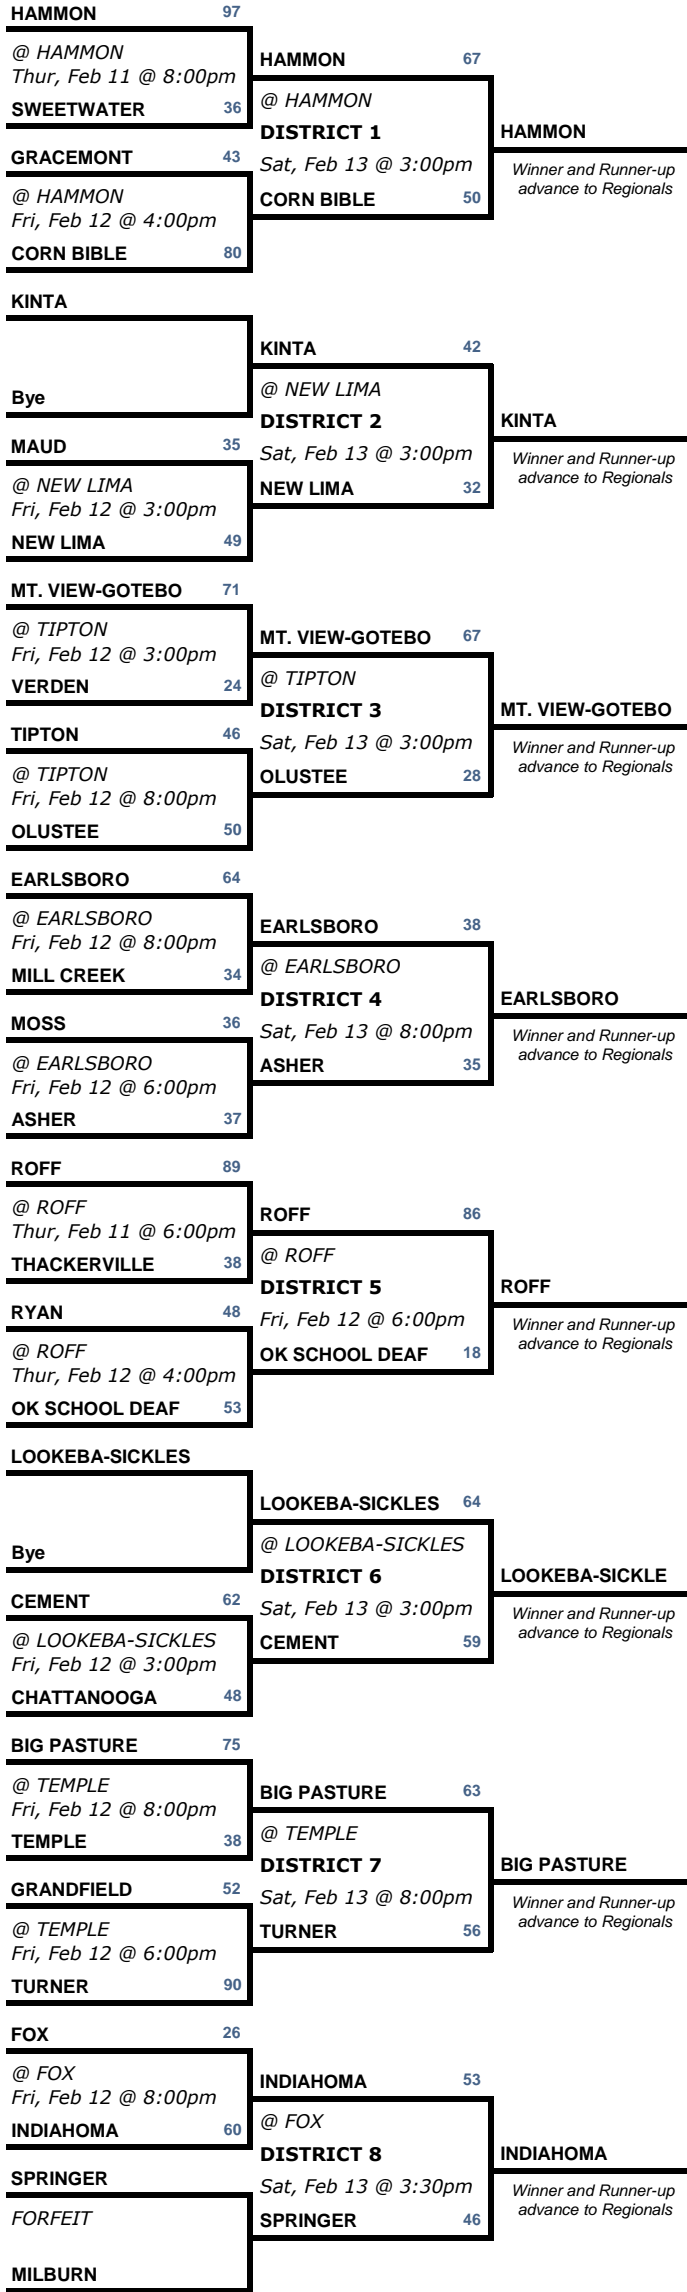 HAMMON 97
@ HAMMON
Thur, Feb 11 @ 8:00pm
SWEETWATER 36
HAMMON 67
@ HAMMON
DISTRICT 1
Sat, Feb 13 @ 3:00pm
CORN BIBLE 50
HAMMON
Winner and Runner-up
advance to Regionals
GRACEMONT 43
@ HAMMON
Fri, Feb 12 @ 4:00pm
CORN BIBLE 80
KINTA
Bye
KINTA 42
@ NEW LIMA
DISTRICT 2
Sat, Feb 13 @ 3:00pm
NEW LIMA 32
KINTA
Winner and Runner-up
advance to Regionals
MAUD 35
@ NEW LIMA
Fri, Feb 12 @ 3:00pm
NEW LIMA 49
MT. VIEW-GOTEBO 71
@ TIPTON
Fri, Feb 12 @ 3:00pm
VERDEN 24
MT. VIEW-GOTEBO 67
@ TIPTON
DISTRICT 3
Sat, Feb 13 @ 3:00pm
OLUSTEE 28
MT. VIEW-GOTEBO
Winner and Runner-up
advance to Regionals
TIPTON 46
@ TIPTON
Fri, Feb 12 @ 8:00pm
OLUSTEE 50
EARLSBORO 64
@ EARLSBORO
Fri, Feb 12 @ 8:00pm
MILL CREEK 34
EARLSBORO 38
@ EARLSBORO
DISTRICT 4
Sat, Feb 13 @ 8:00pm
ASHER 35
EARLSBORO
Winner and Runner-up
advance to Regionals
MOSS 36
@ EARLSBORO
Fri, Feb 12 @ 6:00pm
ASHER 37
ROFF 89
@ ROFF
Thur, Feb 11 @ 6:00pm
THACKERVILLE 38
ROFF 86
@ ROFF
DISTRICT 5
Fri, Feb 12 @ 6:00pm
OK SCHOOL DEAF 18
ROFF
Winner and Runner-up
advance to Regionals
RYAN 48
@ ROFF
Thur, Feb 12 @ 4:00pm
OK SCHOOL DEAF 53
LOOKEBA-SICKLES
Bye
LOOKEBA-SICKLES 64
@ LOOKEBA-SICKLES
DISTRICT 6
Sat, Feb 13 @ 3:00pm
CEMENT 59
LOOKEBA-SICKLE
Winner and Runner-up
advance to Regionals
CEMENT 62
@ LOOKEBA-SICKLES
Fri, Feb 12 @ 3:00pm
CHATTANOOGA 48
BIG PASTURE 75
@ TEMPLE
Fri, Feb 12 @ 8:00pm
TEMPLE 38
BIG PASTURE 63
@ TEMPLE
DISTRICT 7
Sat, Feb 13 @ 8:00pm
TURNER 56
BIG PASTURE
Winner and Runner-up
advance to Regionals
GRANDFIELD 52
@ TEMPLE
Fri, Feb 12 @ 6:00pm
TURNER 90
FOX 26
@ FOX
Fri, Feb 12 @ 8:00pm
INDIAHOMA 60
INDIAHOMA 53
@ FOX
DISTRICT 8
Sat, Feb 13 @ 3:30pm
SPRINGER 46
INDIAHOMA
Winner and Runner-up
advance to Regionals
SPRINGER
FORFEIT
MILBURN